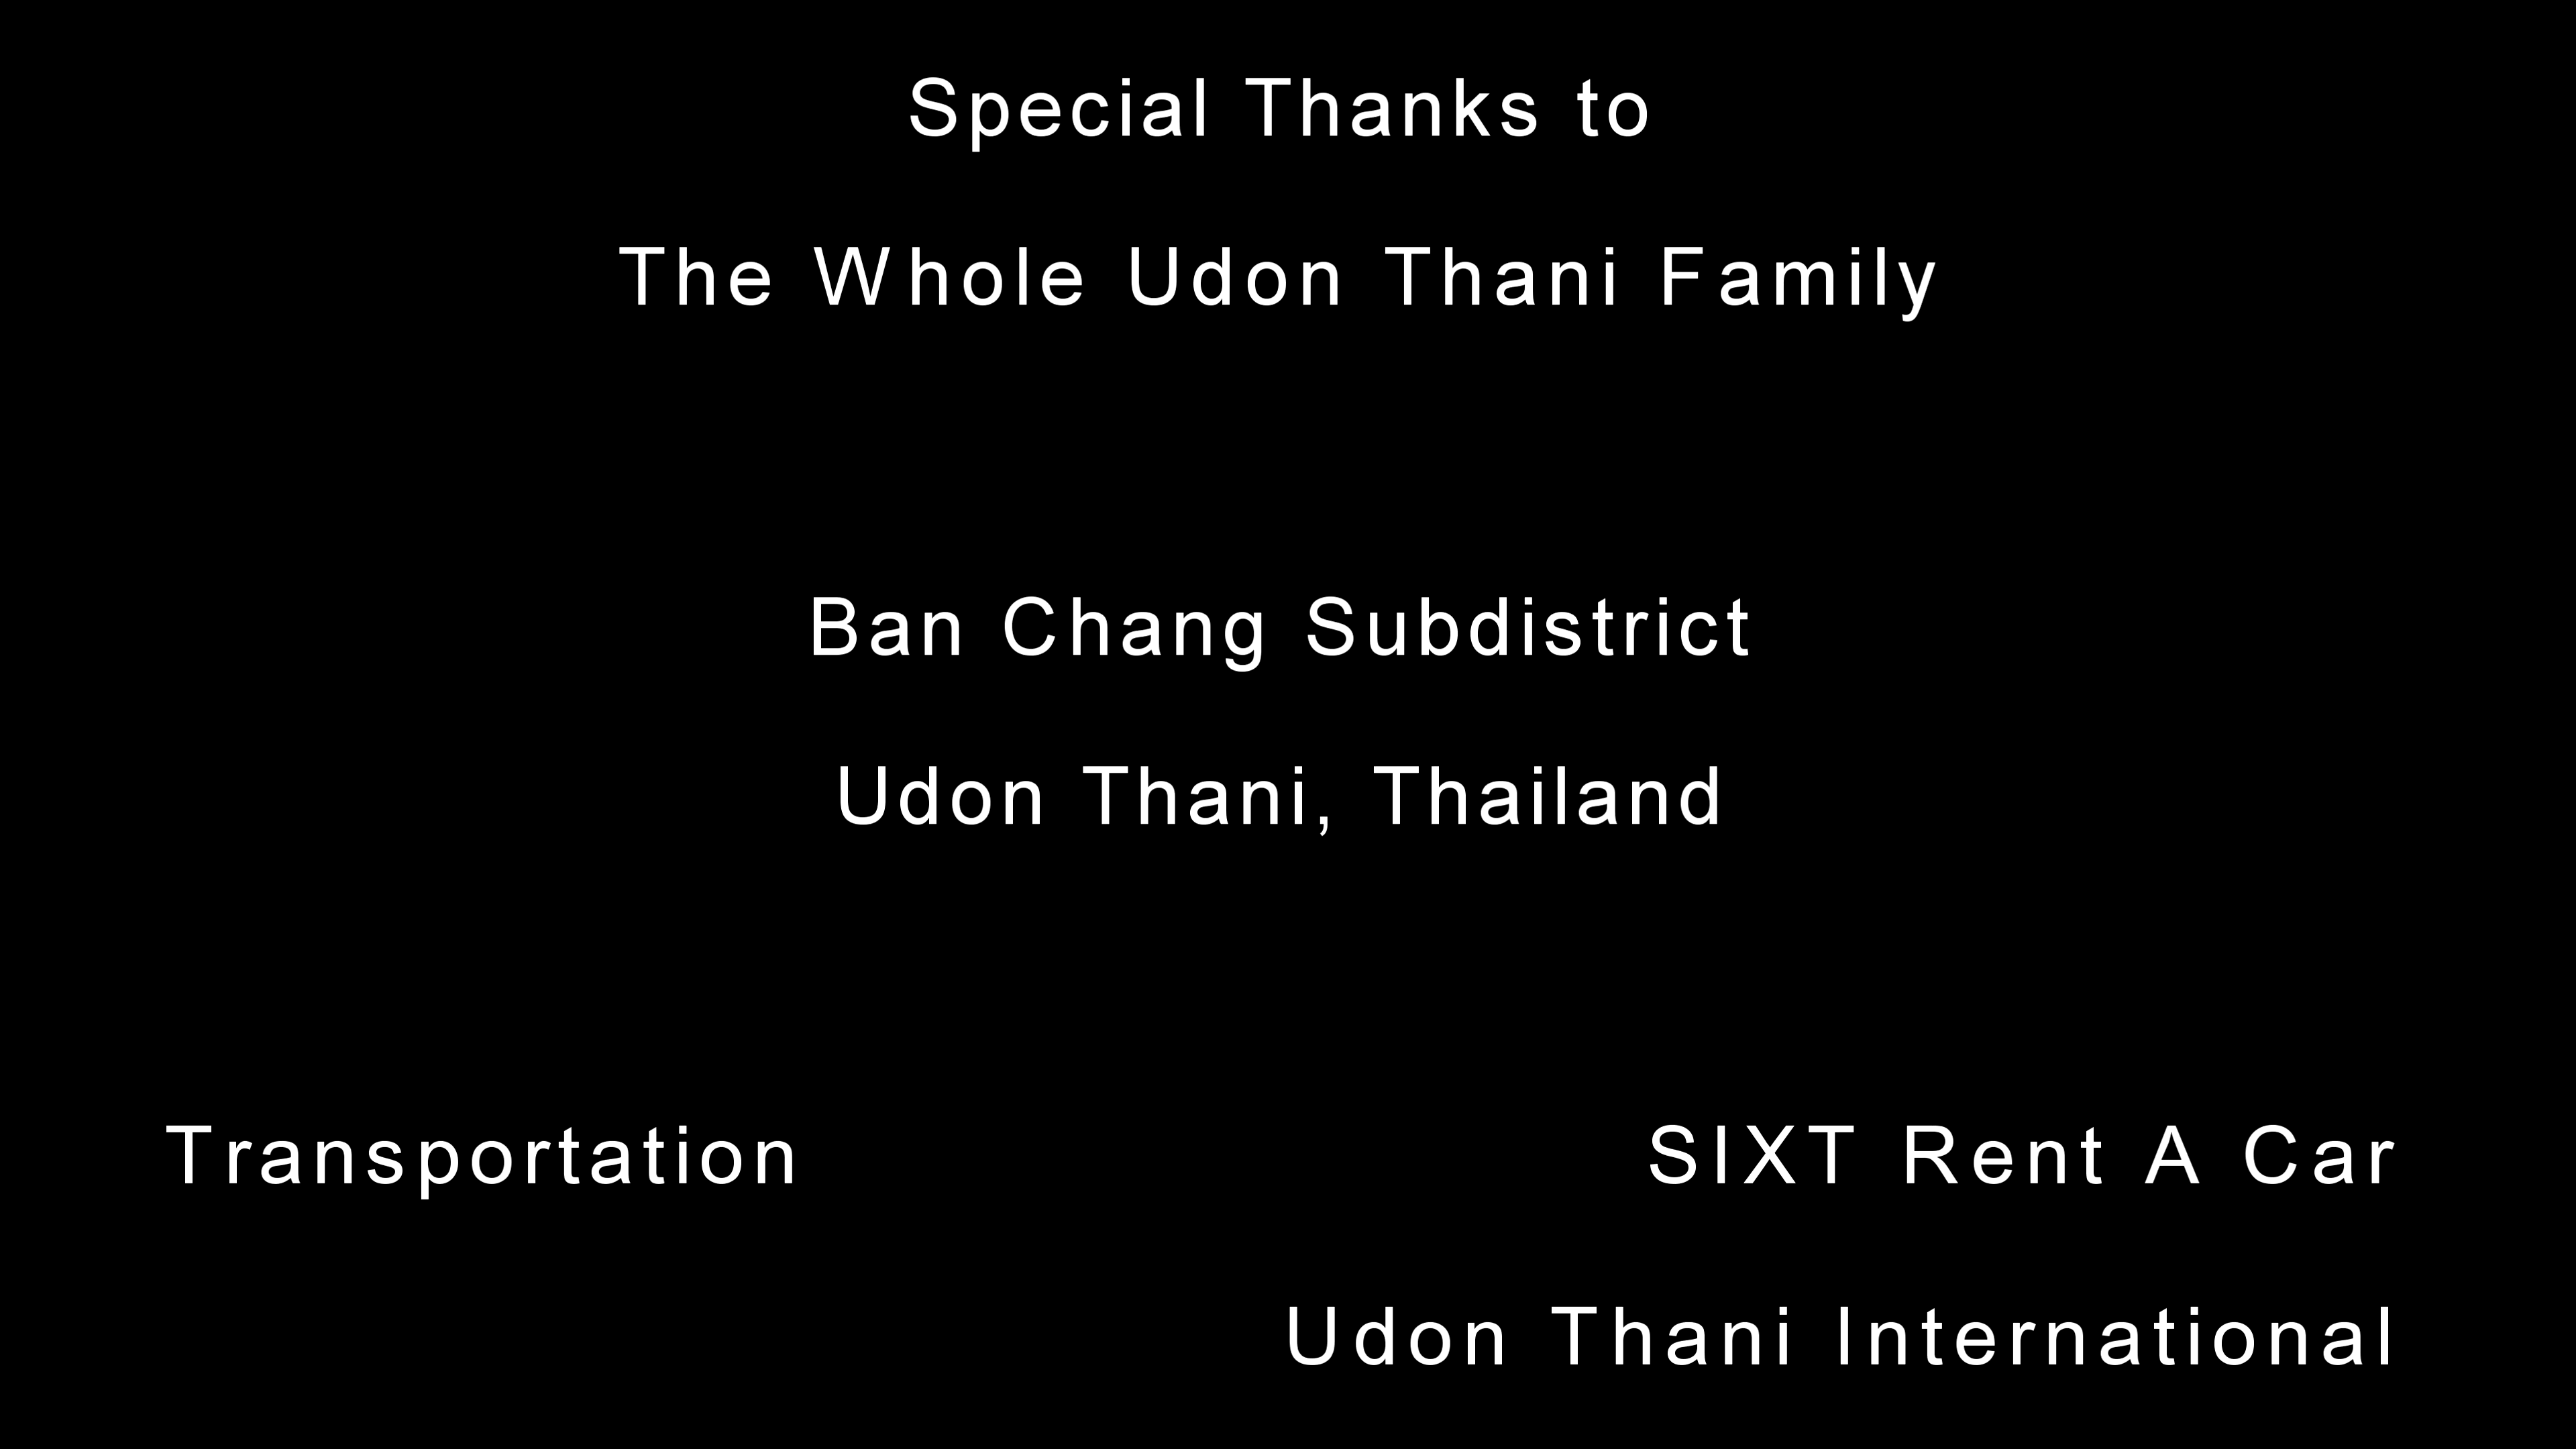 Special Thanks to
The Whole Udon Thani Family
Ban Chang Subdistrict
Udon Thani, Thailand
Transportation SIXT Rent A Car
Udon Thani International